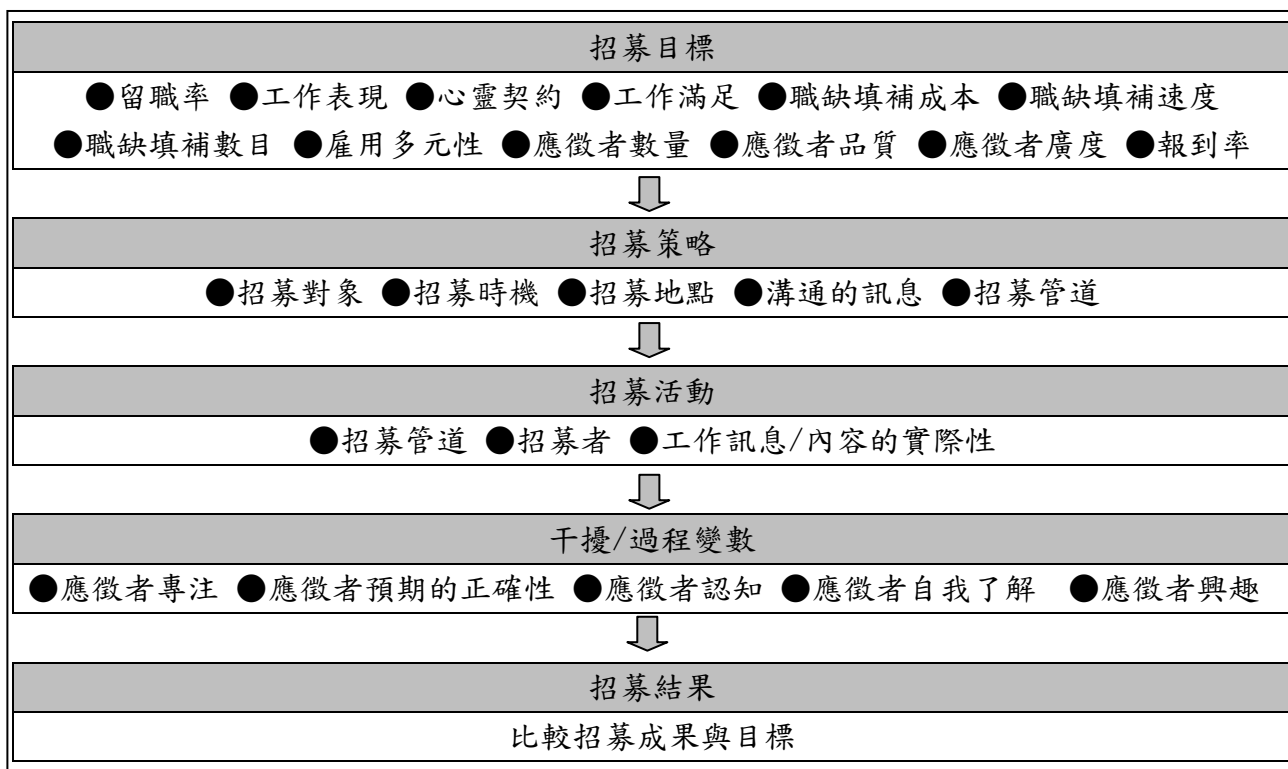 招募目標
●留職率 ●工作表現 ●心靈契約 ●工作滿足 ●職缺填補成本 ●職缺填補速度
●職缺填補數目 ●雇用多元性 ●應徵者數量 ●應徵者品質 ●應徵者廣度 ●報到率
招募策略
●招募對象 ●招募時機 ●招募地點 ●溝通的訊息 ●招募管道
招募活動
●招募管道 ●招募者 ●工作訊息/內容的實際性
干擾/過程變數
●應徵者專注 ●應徵者預期的正確性 ●應徵者認知 ●應徵者自我了解 ●應徵者興趣
招募結果
比較招募成果與目標